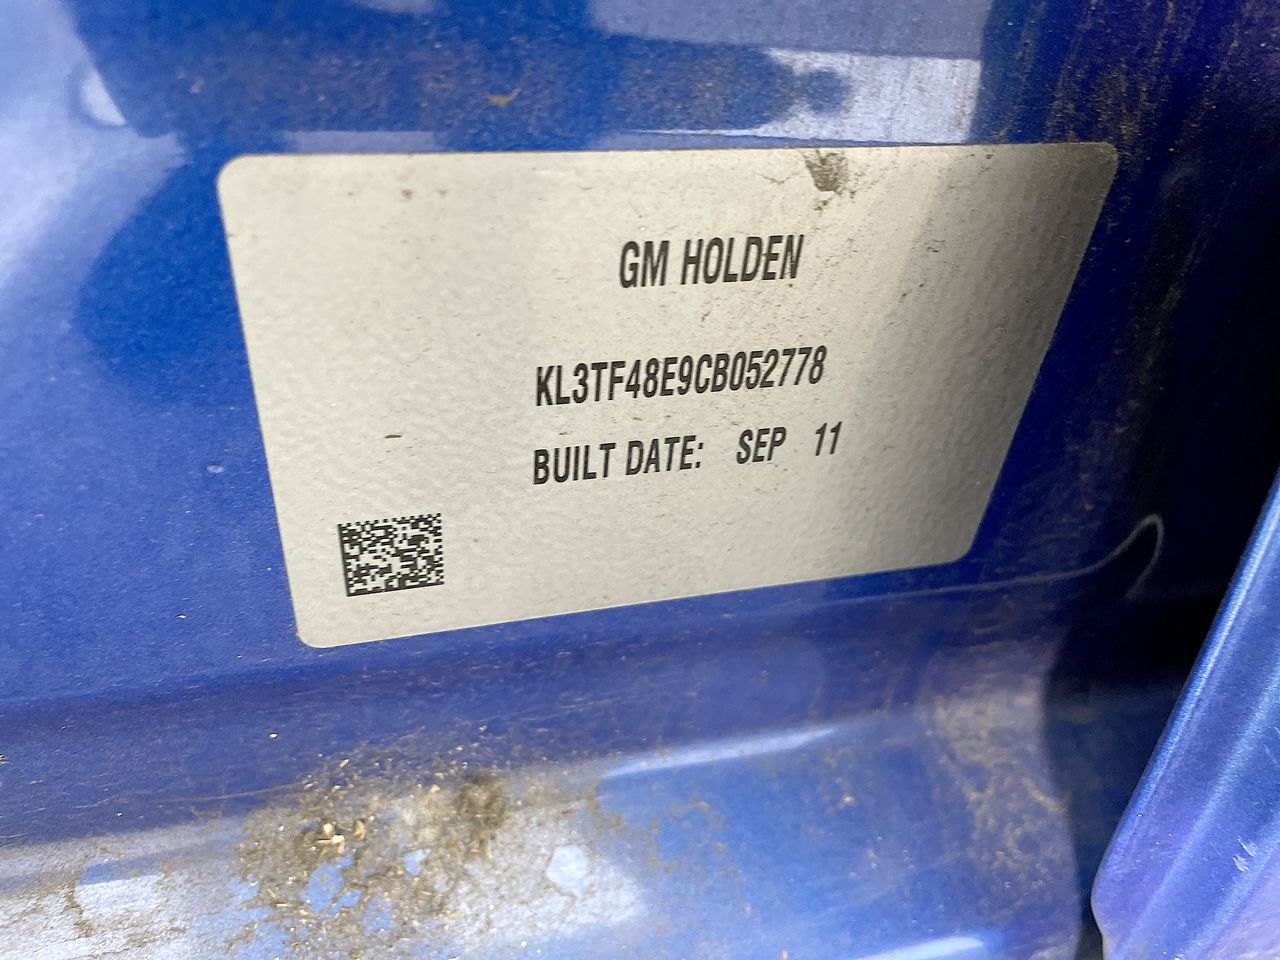 GM HOLDEN
KL3TF48E9CB052778
BUILT DATE: SEP 11